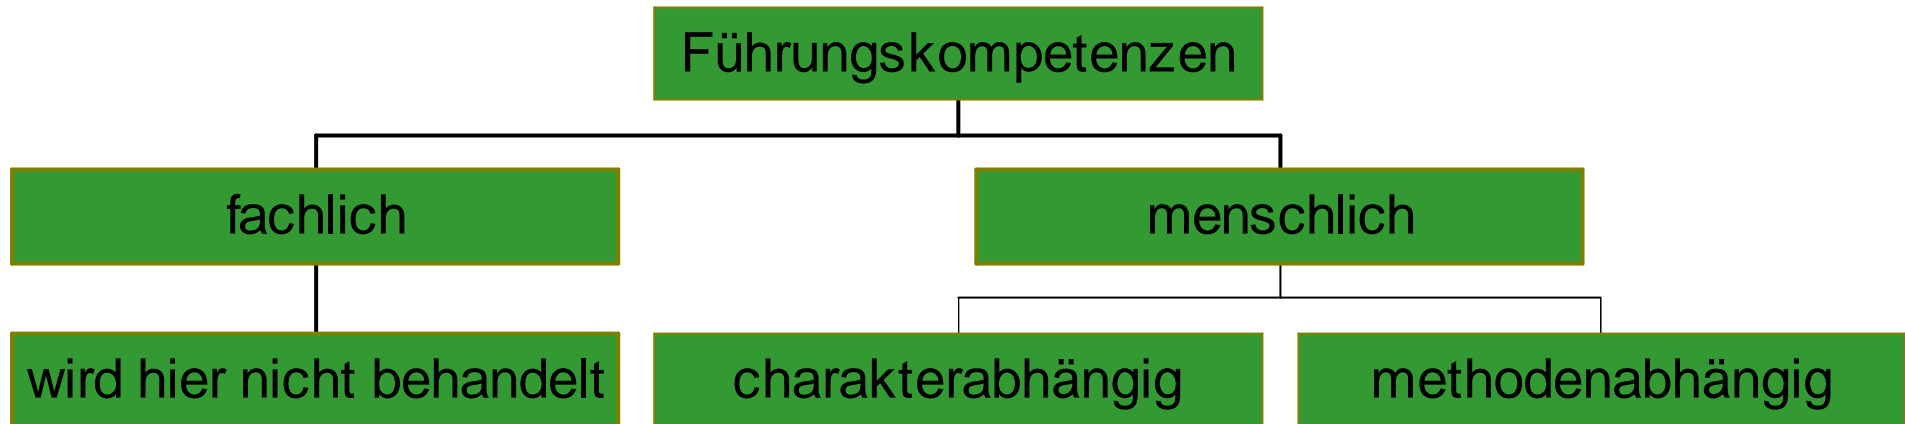 Führungskompetenzen
fachlich
menschlich
wird hier nicht behandelt
charakterabhängig
methodenabhängig